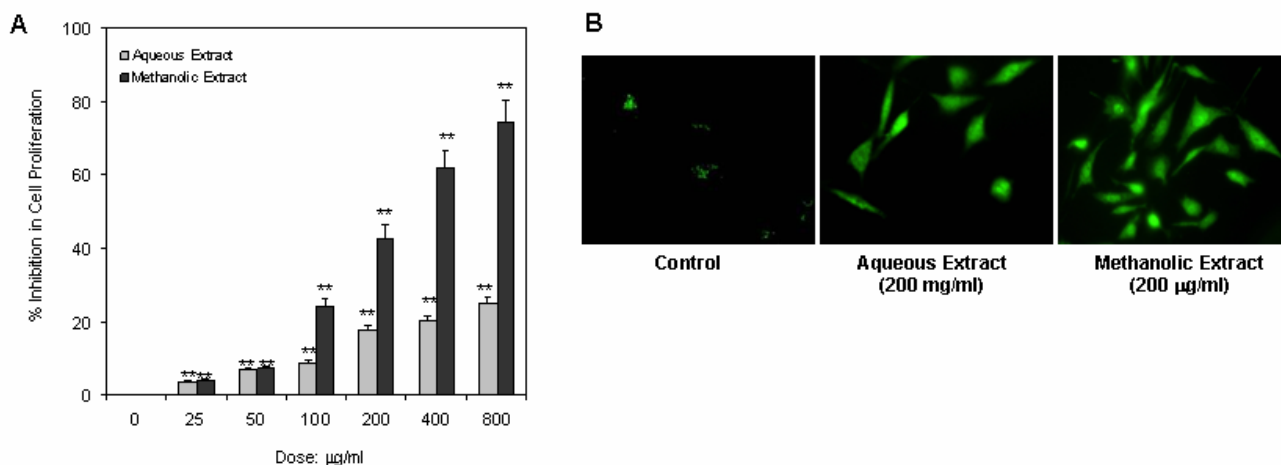 A
% Inhibition in Cell Proliferation
100
80
60
40
20
0
Aqueous Extract
Methanolic Extract
** ** ** ** ** ** ** ** ** ** ** **
0 25 50 100 200 400 800
Dose: µg/ml
B
Control
Aqueous Extract
(200 mg/ml)
Methanolic Extract
(200 µg/ml)